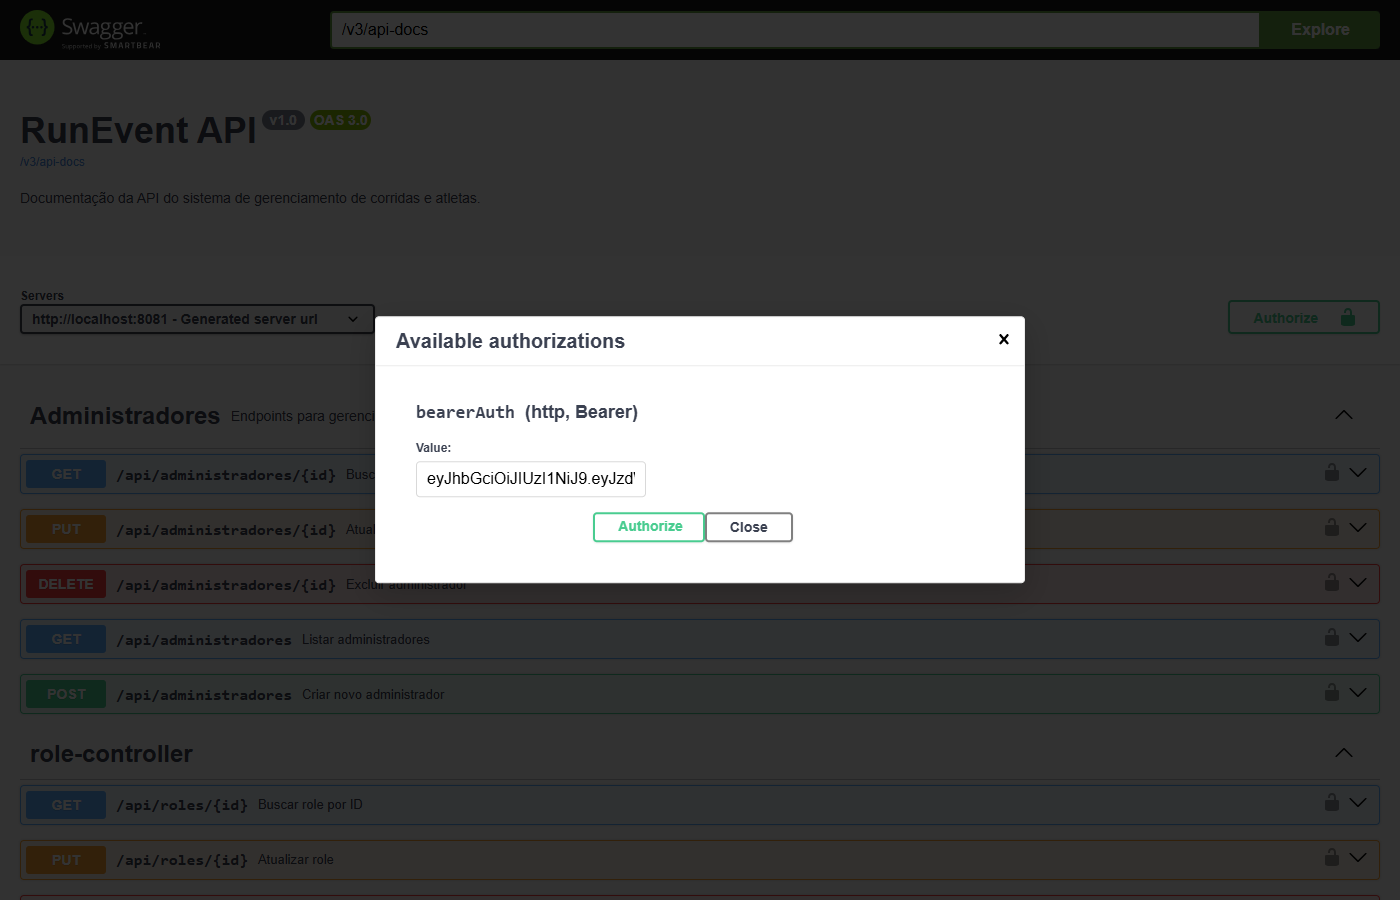 Swagger.
Supported by SMARTBEAR
/v3/api-docs
Explore
RunEvent API v1.0 OAS 3.0
/v3/api-docs
Documentação da API do sistema de gerenciamento de corridas e atletas.
Servers
http://localhost:8081 - Generated server url
Authorize
Available authorizations
bearerAuth (http, Bearer)
Value:
eyJhbGciOiJIUzI1NiJ9.eyJzd
Authorize
Close
Administradores Endpoints para gerenci
GET /api/administradores/{id} Busc
PUT /api/administradores/{id} Atual
DELETE /api/administradores/{id} Excluir administrador
GET /api/administradores Listar administradores
POST /api/administradores Criar novo administrador
role-controller
GET /api/roles/{id} Buscar role por ID
PUT /api/roles/{id} Atualizar role